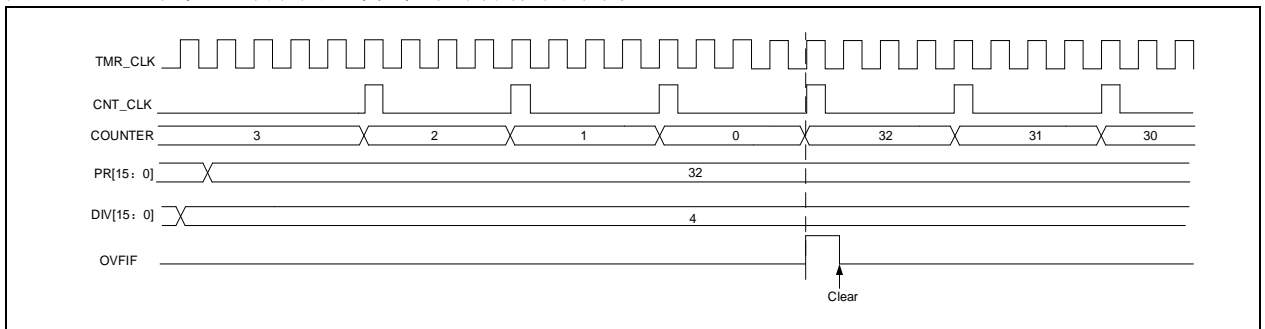 TMR_CLK
CNT_CLK
COUNTER 3 2 1 0 32 31 30
PR[15：0] 32
DIV[15：0] 4
OVFIF
Clear